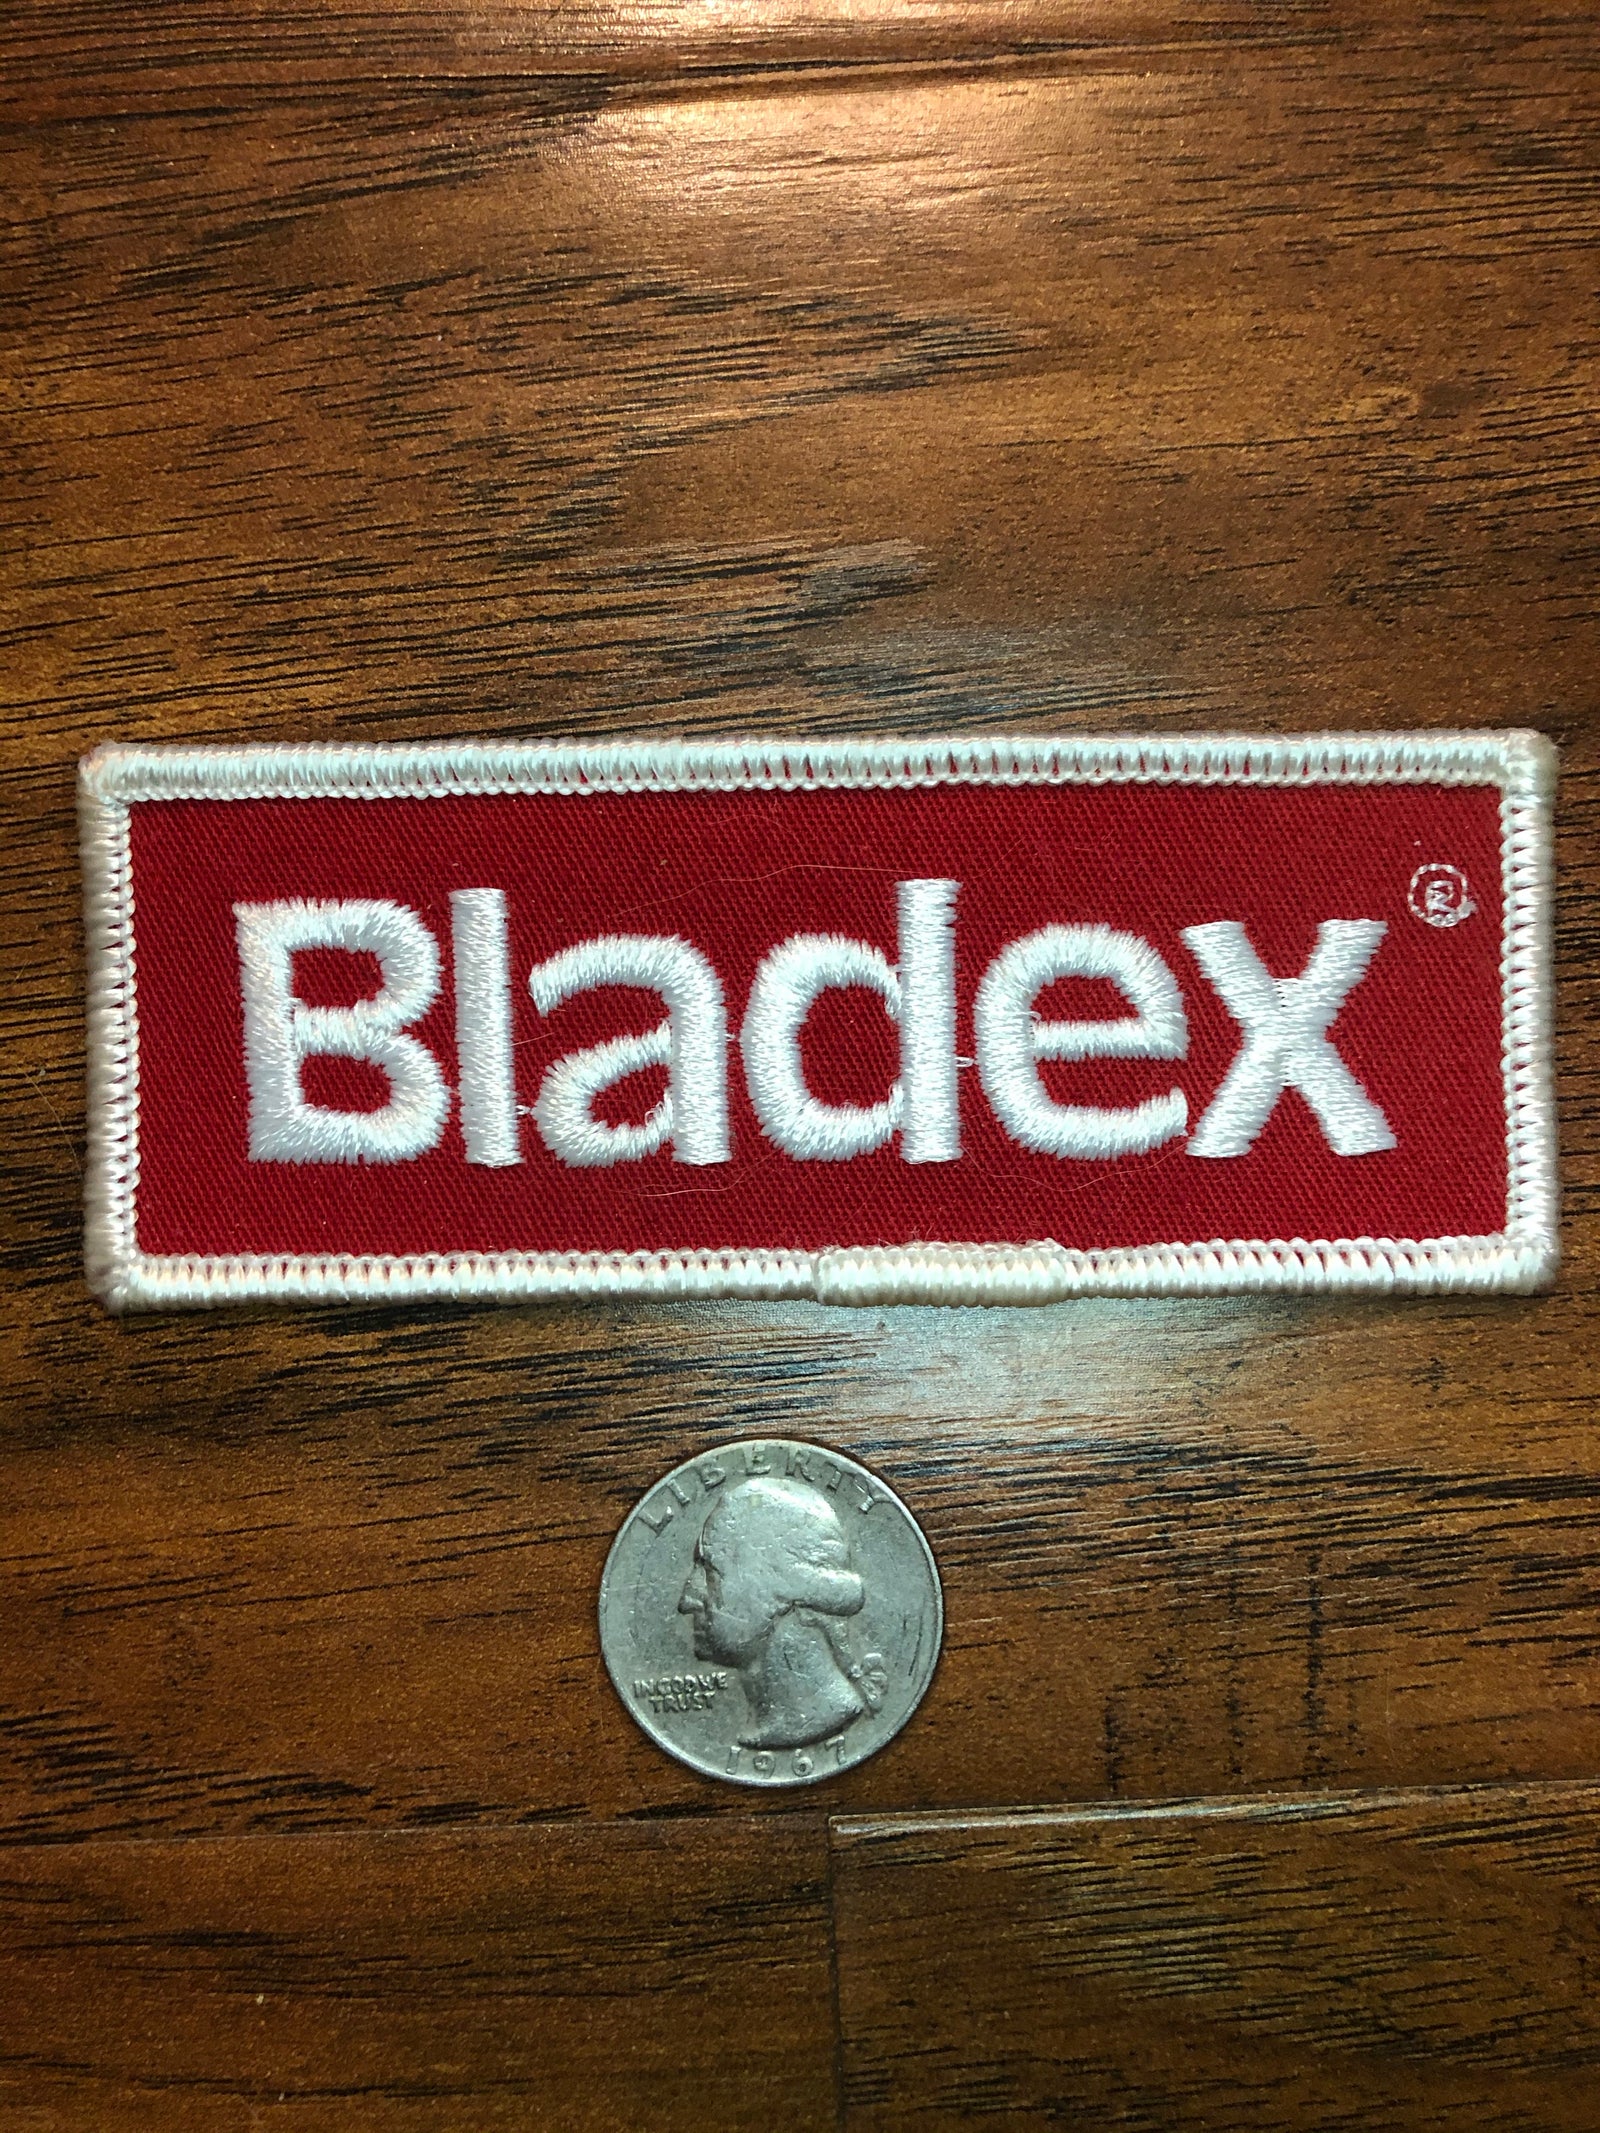 Bladex ®
LIBERTY
IN GOD WE
TRUST
1967